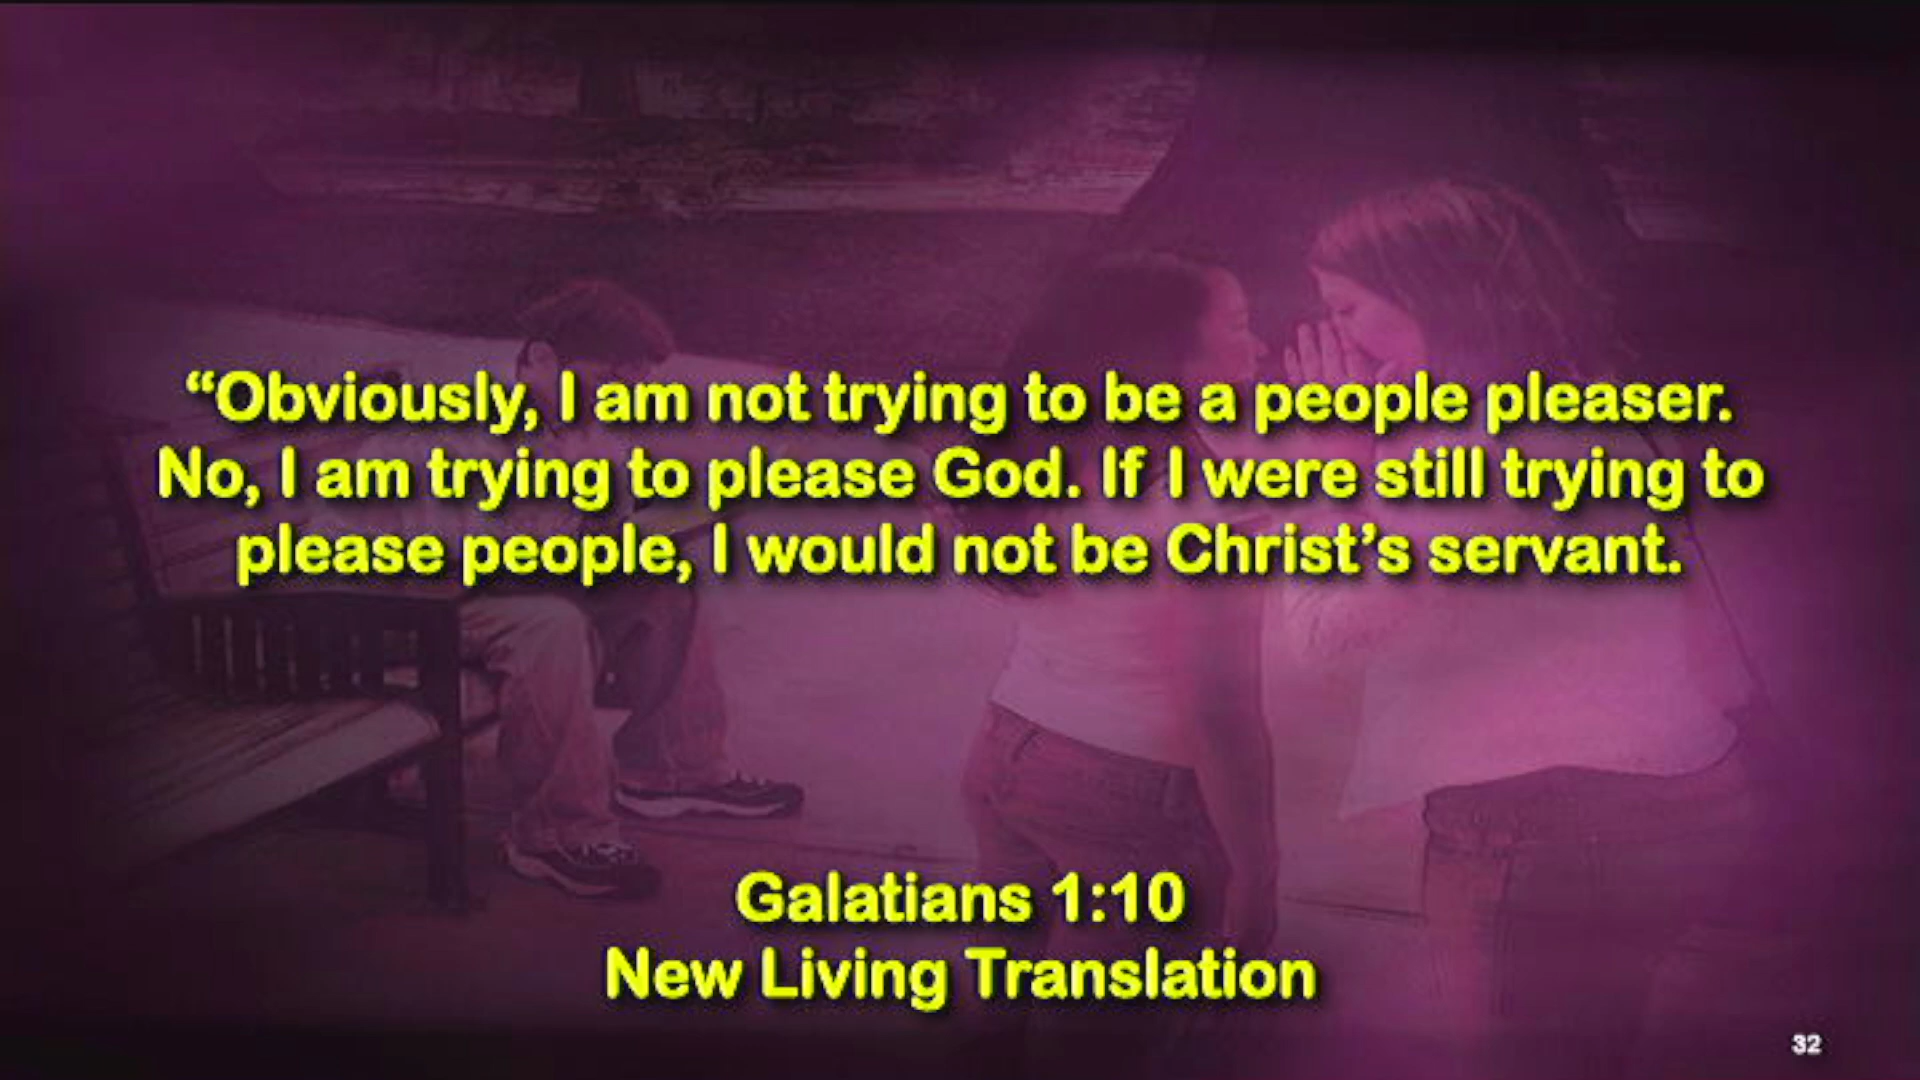 “Obviously, I am not trying to be a people pleaser.
No, I am trying to please God. If I were still trying to
please people, I would not be Christ’s servant.
Galatians 1:10
New Living Translation
32